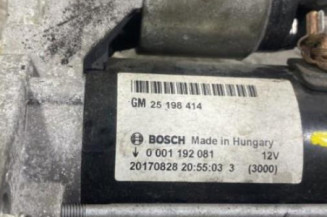 GM 25 198 414
BOSCH Made in Hungary
↓ 0 001 192 081 12V
20170828 20:55:03 3 (3000)